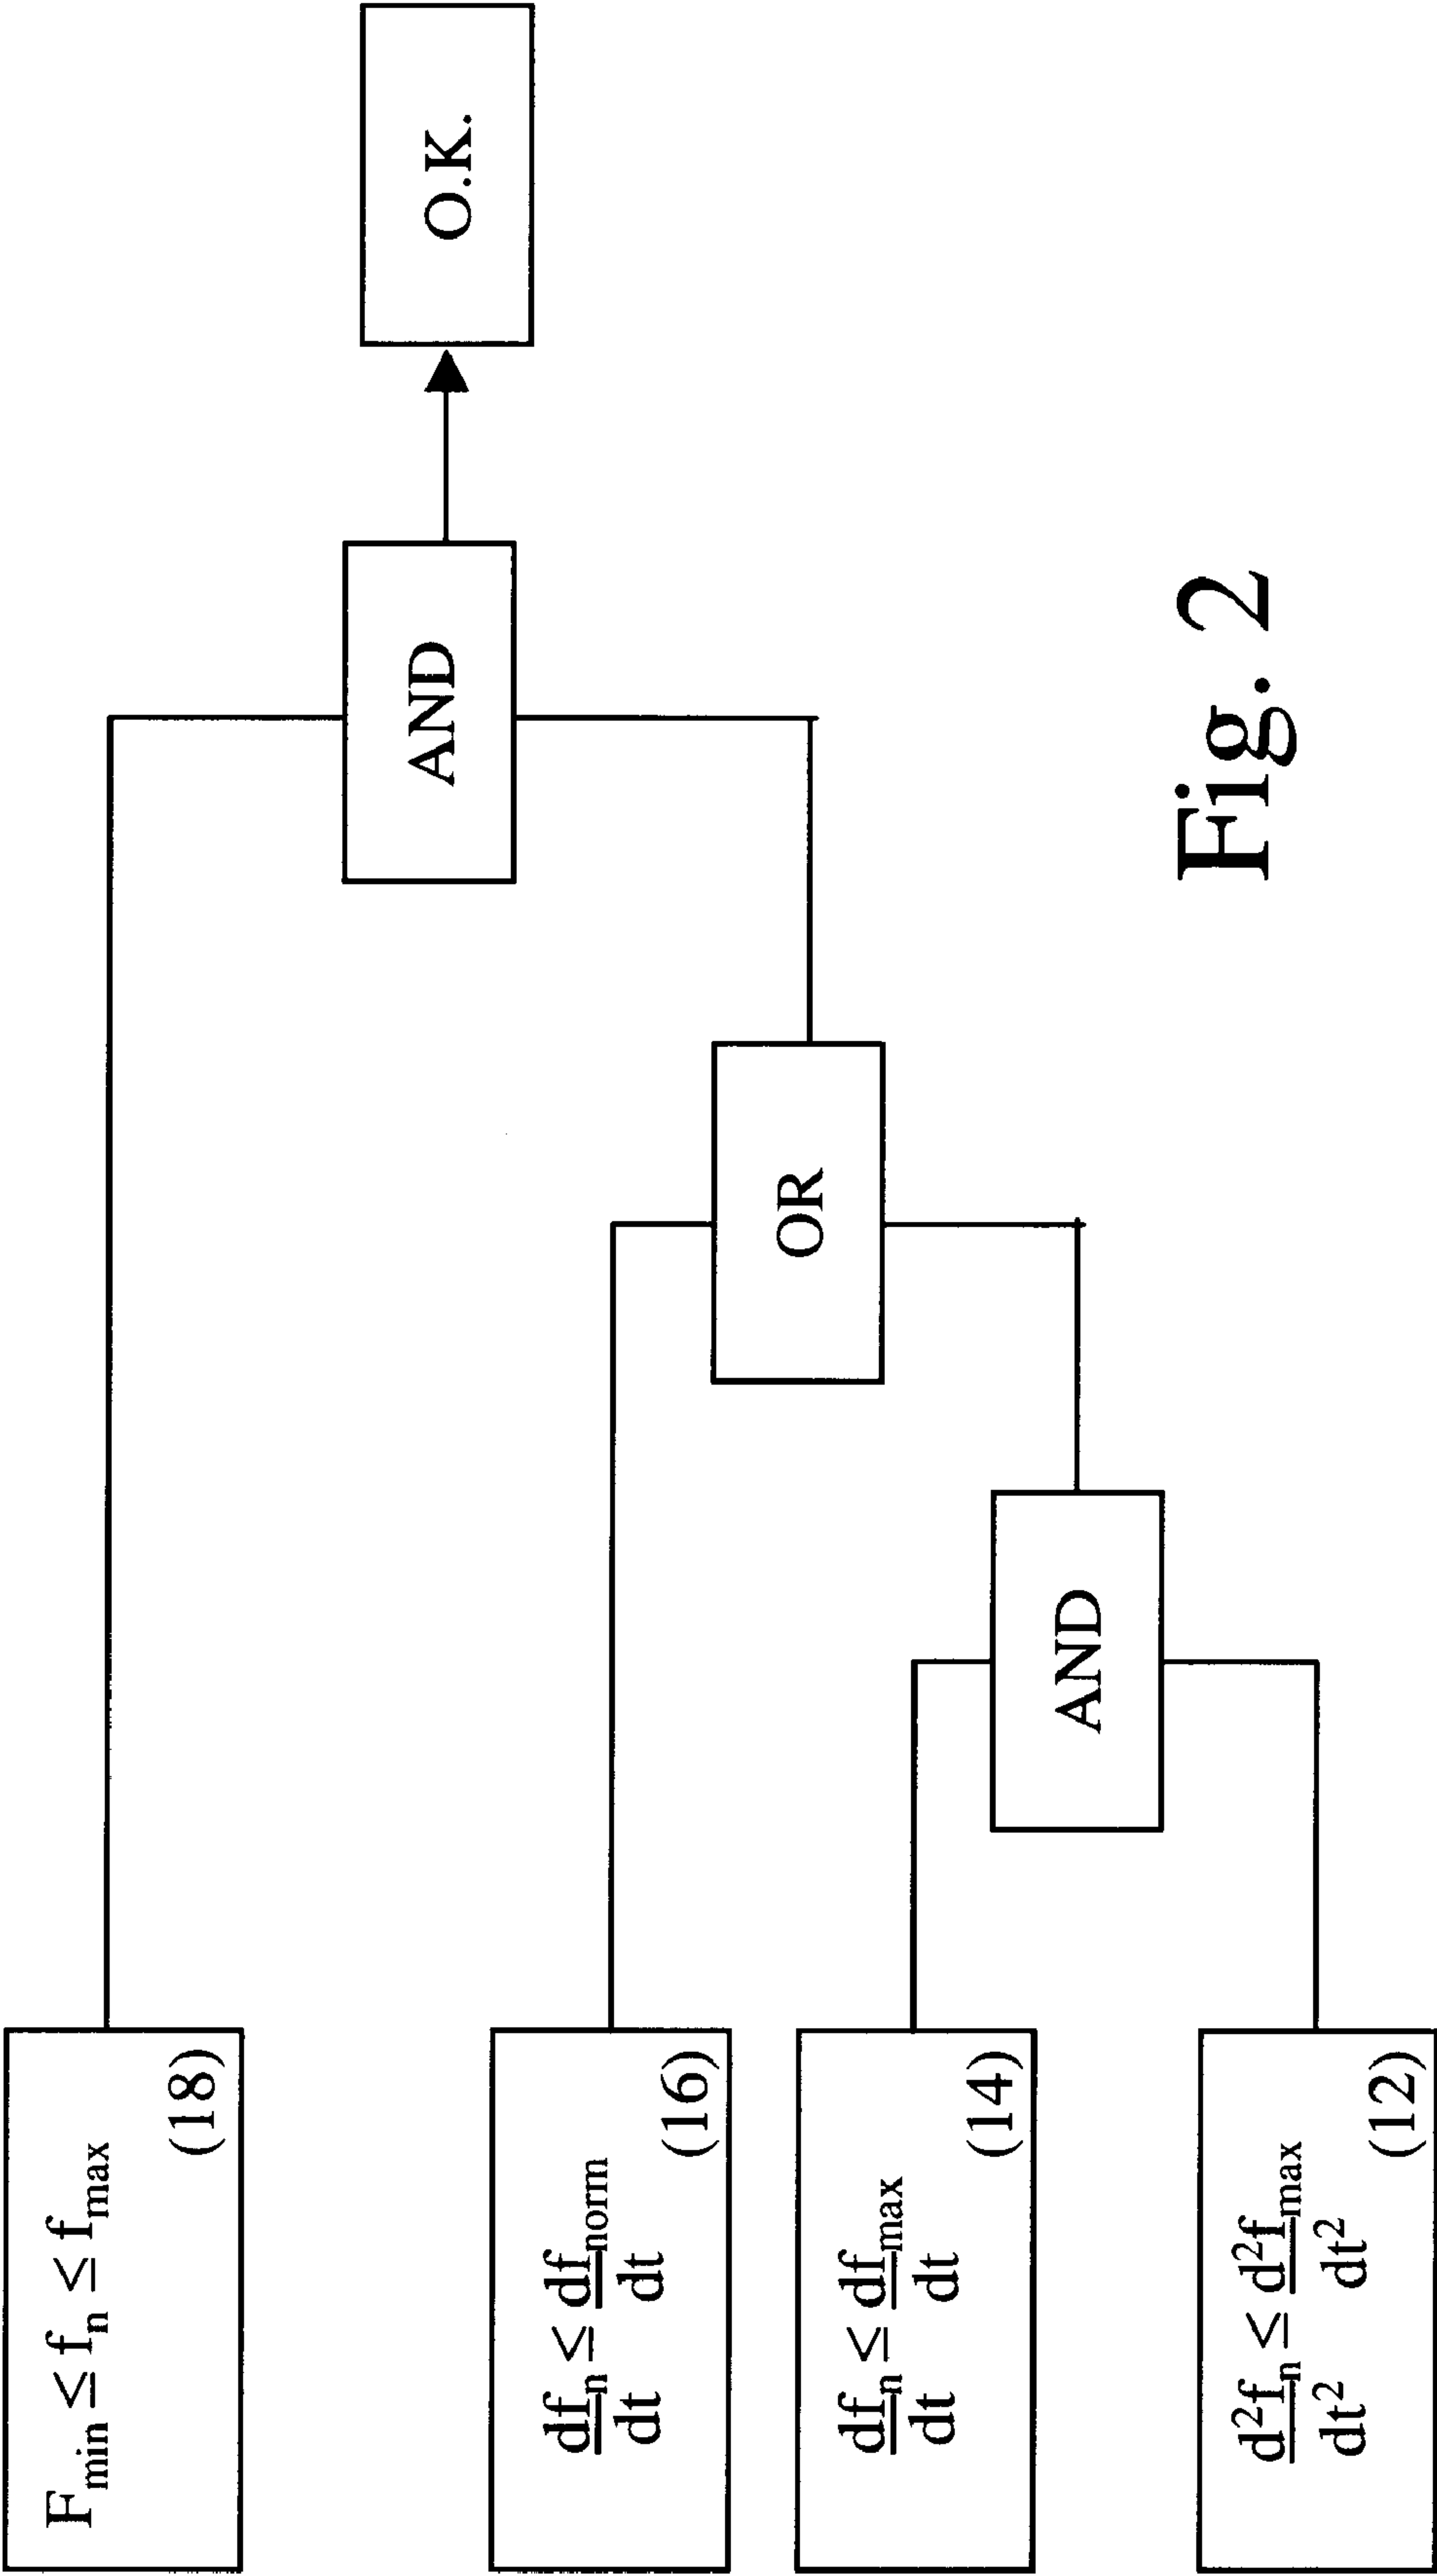 F_min ≤ f_n ≤ f_max
(18)
df_n/dt ≤ df_norm/dt
(16)
df_n/dt ≤ df_max/dt
(14)
d²f_n/dt² ≤ d²f_max/dt²
(12)
AND
OR
AND
O.K.
Fig. 2